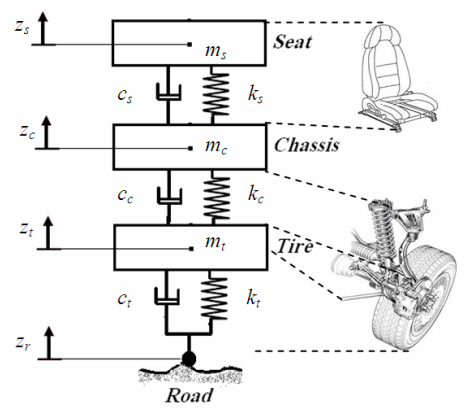 z_s
m_s
Seat
c_s
k_s
z_c
m_c
Chassis
c_c
k_c
z_t
m_t
Tire
c_t
k_t
z_r
Road